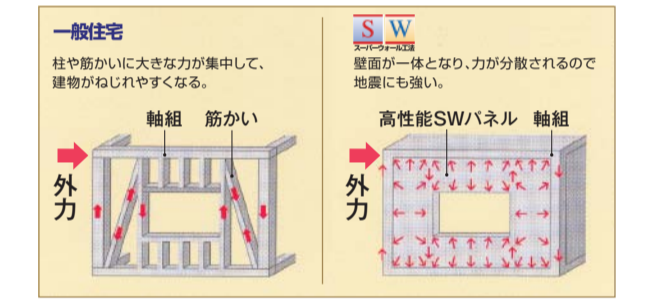 一般住宅
柱や筋かいに大きな力が集中して、
建物がねじれやすくなる。
軸組 筋かい
外力
SW
スーパーウォール工法
壁面が一体となり、力が分散されるので
地震にも強い。
高性能SWパネル 軸組
外力